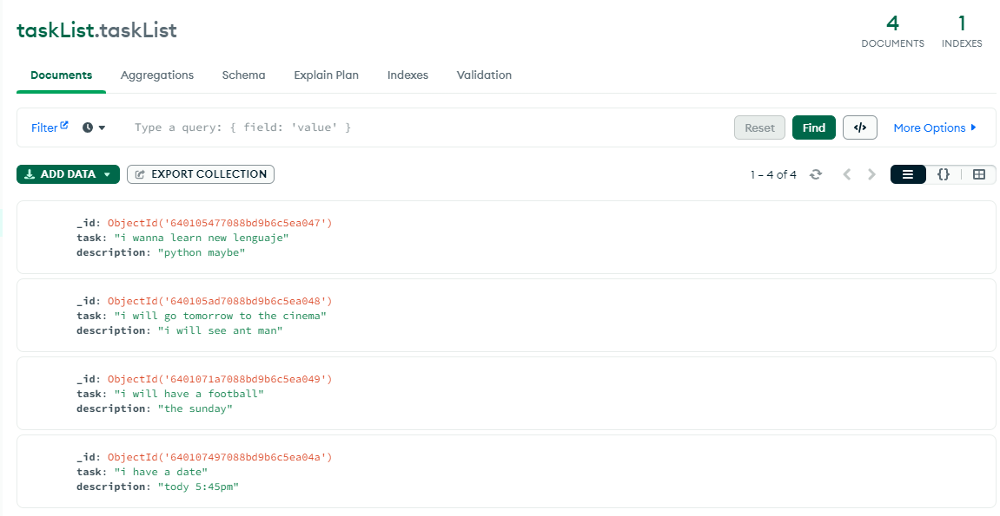 taskList.taskList
4
DOCUMENTS
1
INDEXES
Documents Aggregations Schema Explain Plan Indexes Validation
Filter Type a query: { field: 'value' } Reset Find </> More Options
ADD DATA EXPORT COLLECTION 1 – 4 of 4 {}
_id: ObjectId('640105477088bd9b6c5ea047')
task: "i wanna learn new lenguaje"
description: "python maybe"
_id: ObjectId('640105ad7088bd9b6c5ea048')
task: "i will go tomorrow to the cinema"
description: "i will see ant man"
_id: ObjectId('6401071a7088bd9b6c5ea049')
task: "i will have a football"
description: "the sunday"
_id: ObjectId('640107497088bd9b6c5ea04a')
task: "i have a date"
description: "tody 5:45pm"